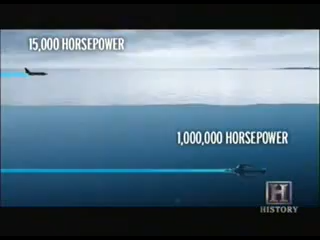 15,000 HORSEPOWER
1,000,000 HORSEPOWER
H
HISTORY